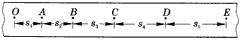 O A B C D E
s₁ s₂ s₃ s₄ s₅